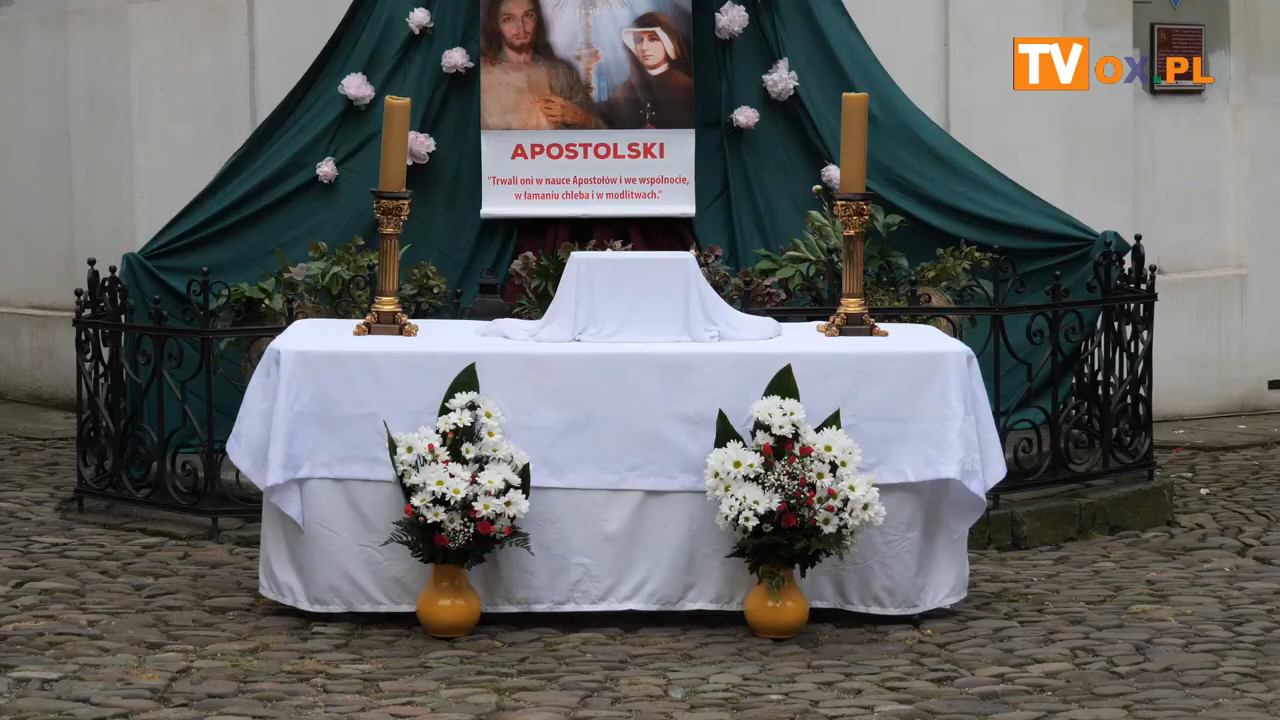 TVOX.PL
APOSTOLSKI
"Trwali oni w nauce Apostołów i we wspólnocie,
w łamaniu chleba i w modlitwach."